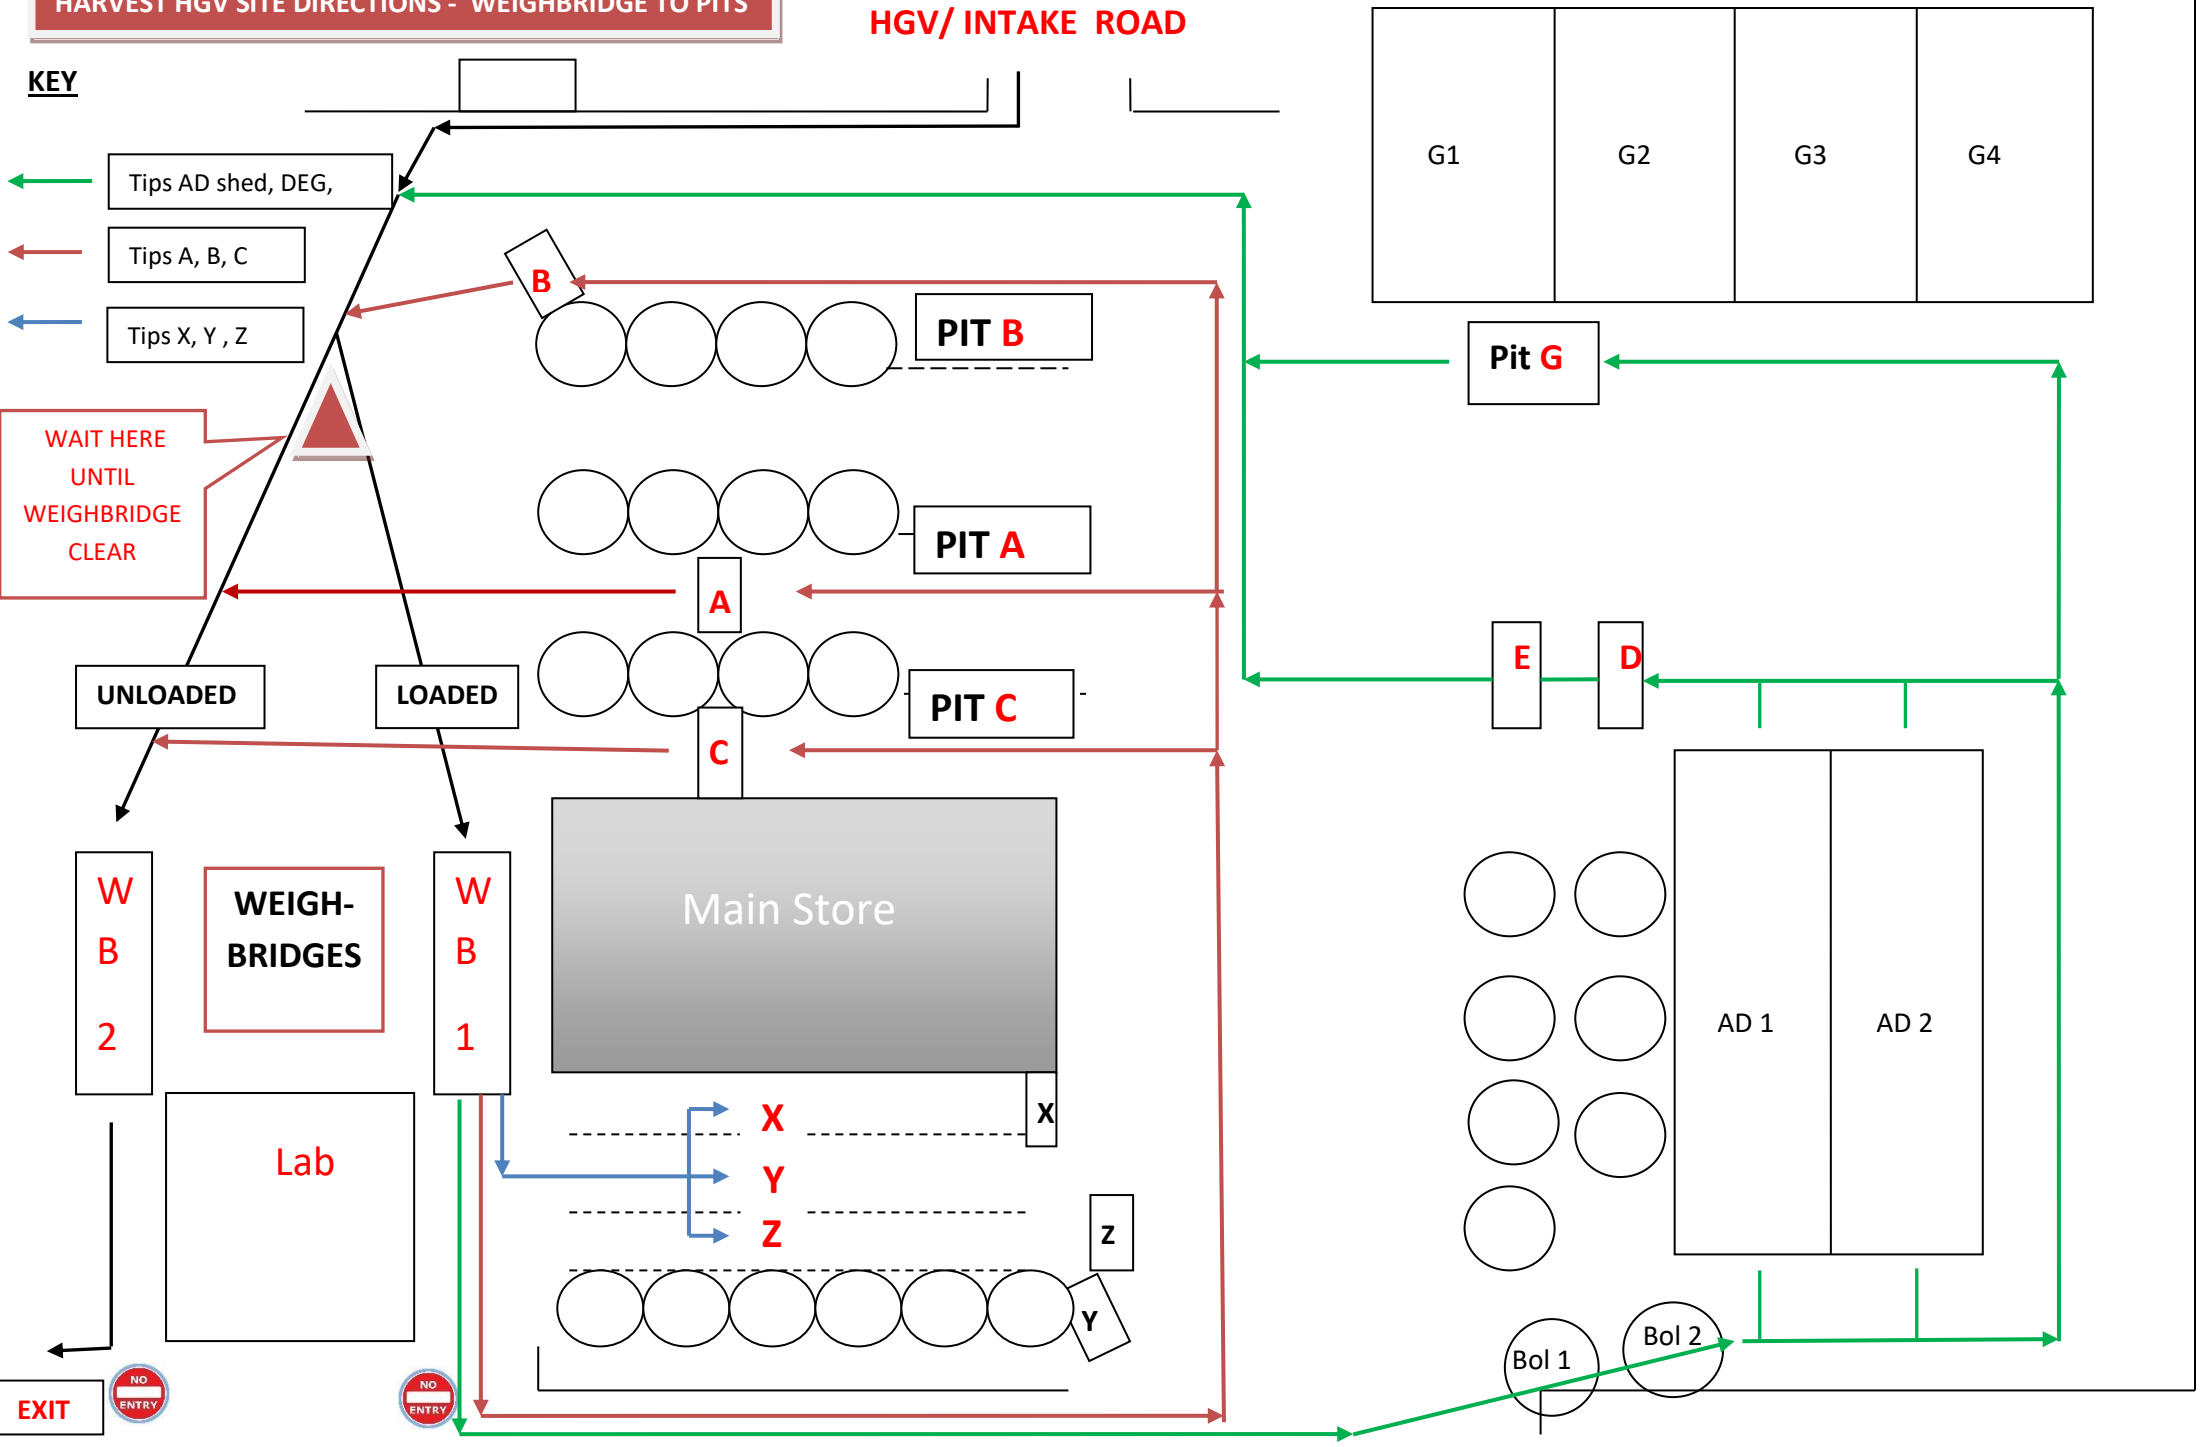 HARVEST HGV SITE DIRECTIONS - WEIGHBRIDGE TO PITS
HGV/ INTAKE ROAD
KEY
Tips AD shed, DEG,
Tips A, B, C
Tips X, Y , Z
G1
G2
G3
G4
B
PIT B
Pit G
WAIT HERE
UNTIL
WEIGHBRIDGE
CLEAR
PIT A
A
UNLOADED
LOADED
PIT C
C
E
D
W
B
2
WEIGH-
BRIDGES
W
B
1
Main Store
AD 1
AD 2
Lab
X
X
Y
Z
Z
Y
Bol 1
Bol 2
NO
ENTRY
NO
ENTRY
EXIT